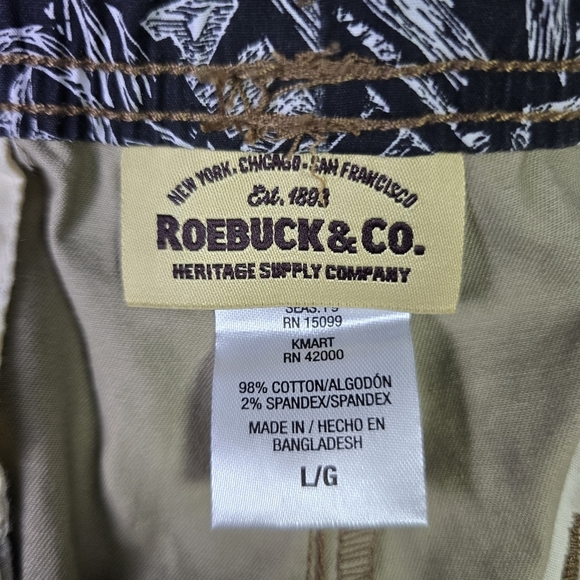 NEW YORK. CHICAGO. SAN FRANCISCO
Est. 1893
ROEBUCK & CO.
HERITAGE SUPPLY COMPANY
RN 15099
KMART
RN 42000
98% COTTON/ALGODÓN
2% SPANDEX/SPANDEX
MADE IN / HECHO EN
BANGLADESH
L/G